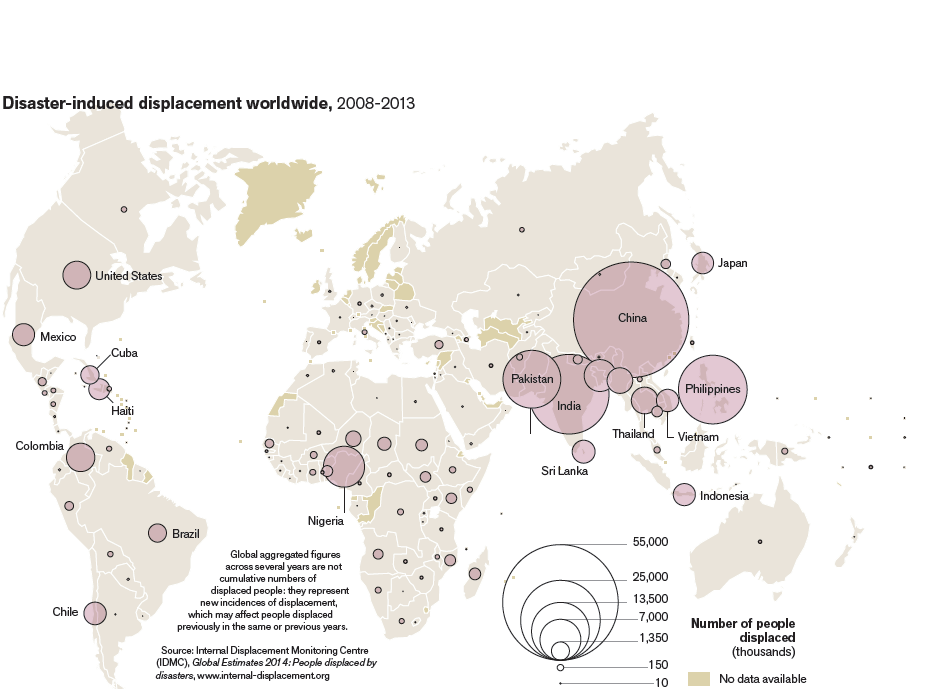 Disaster-induced displacement worldwide, 2008-2013
United States
Mexico
Cuba
Haiti
Colombia
Brazil
Chile
Nigeria
Japan
China
Pakistan
India
Philippines
Thailand
Vietnam
Sri Lanka
Indonesia
Global aggregated figures
across several years are not
cumulative numbers of
displaced people: they represent
new incidences of displacement,
which may affect people displaced
previously in the same or previous years.
Source: Internal Displacement Monitoring Centre
(IDMC), Global Estimates 2014: People displaced by
disasters, www.internal-displacement.org
55,000
25,000
13,500
7,000
1,350
150
10
Number of people
displaced
(thousands)
No data available